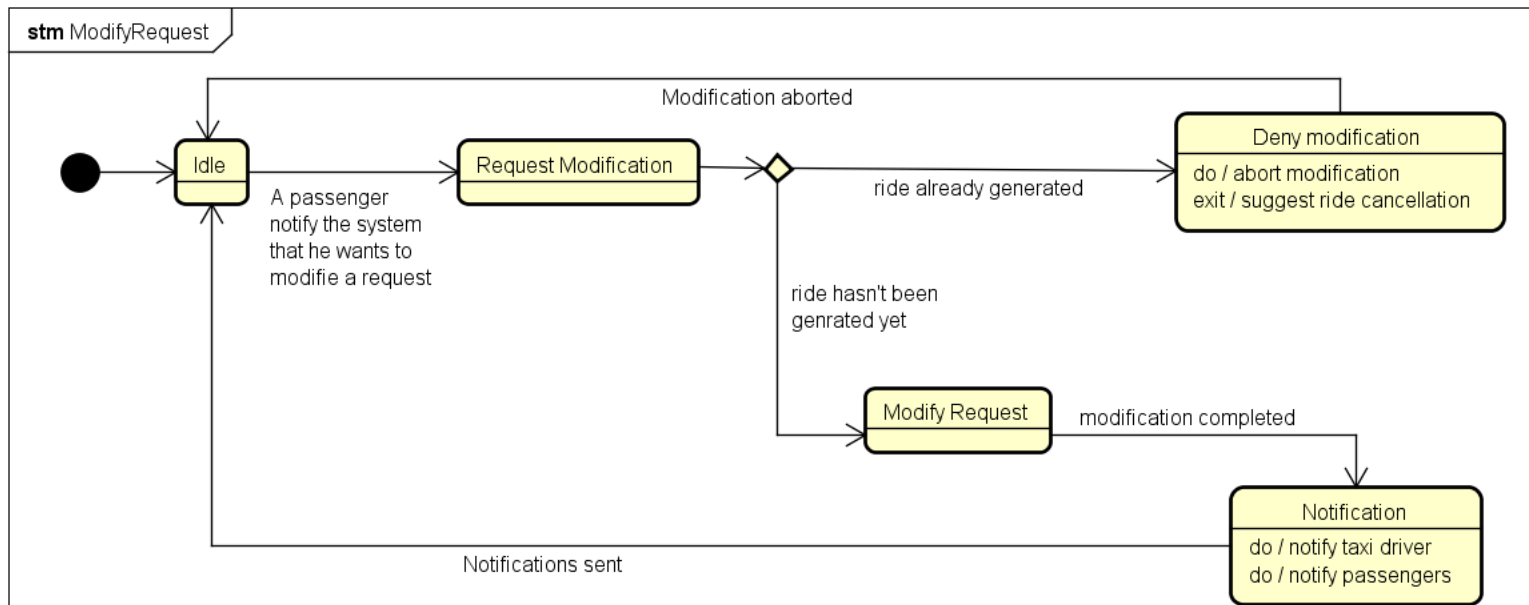 stm ModifyRequest
Modification aborted
Idle
Request Modification
Deny modification
do / abort modification
exit / suggest ride cancellation
ride already generated
A passenger
notify the system
that he wants to
modifie a request
ride hasn't been
genrated yet
Modify Request
modification completed
Notification
do / notify taxi driver
do / notify passengers
Notifications sent